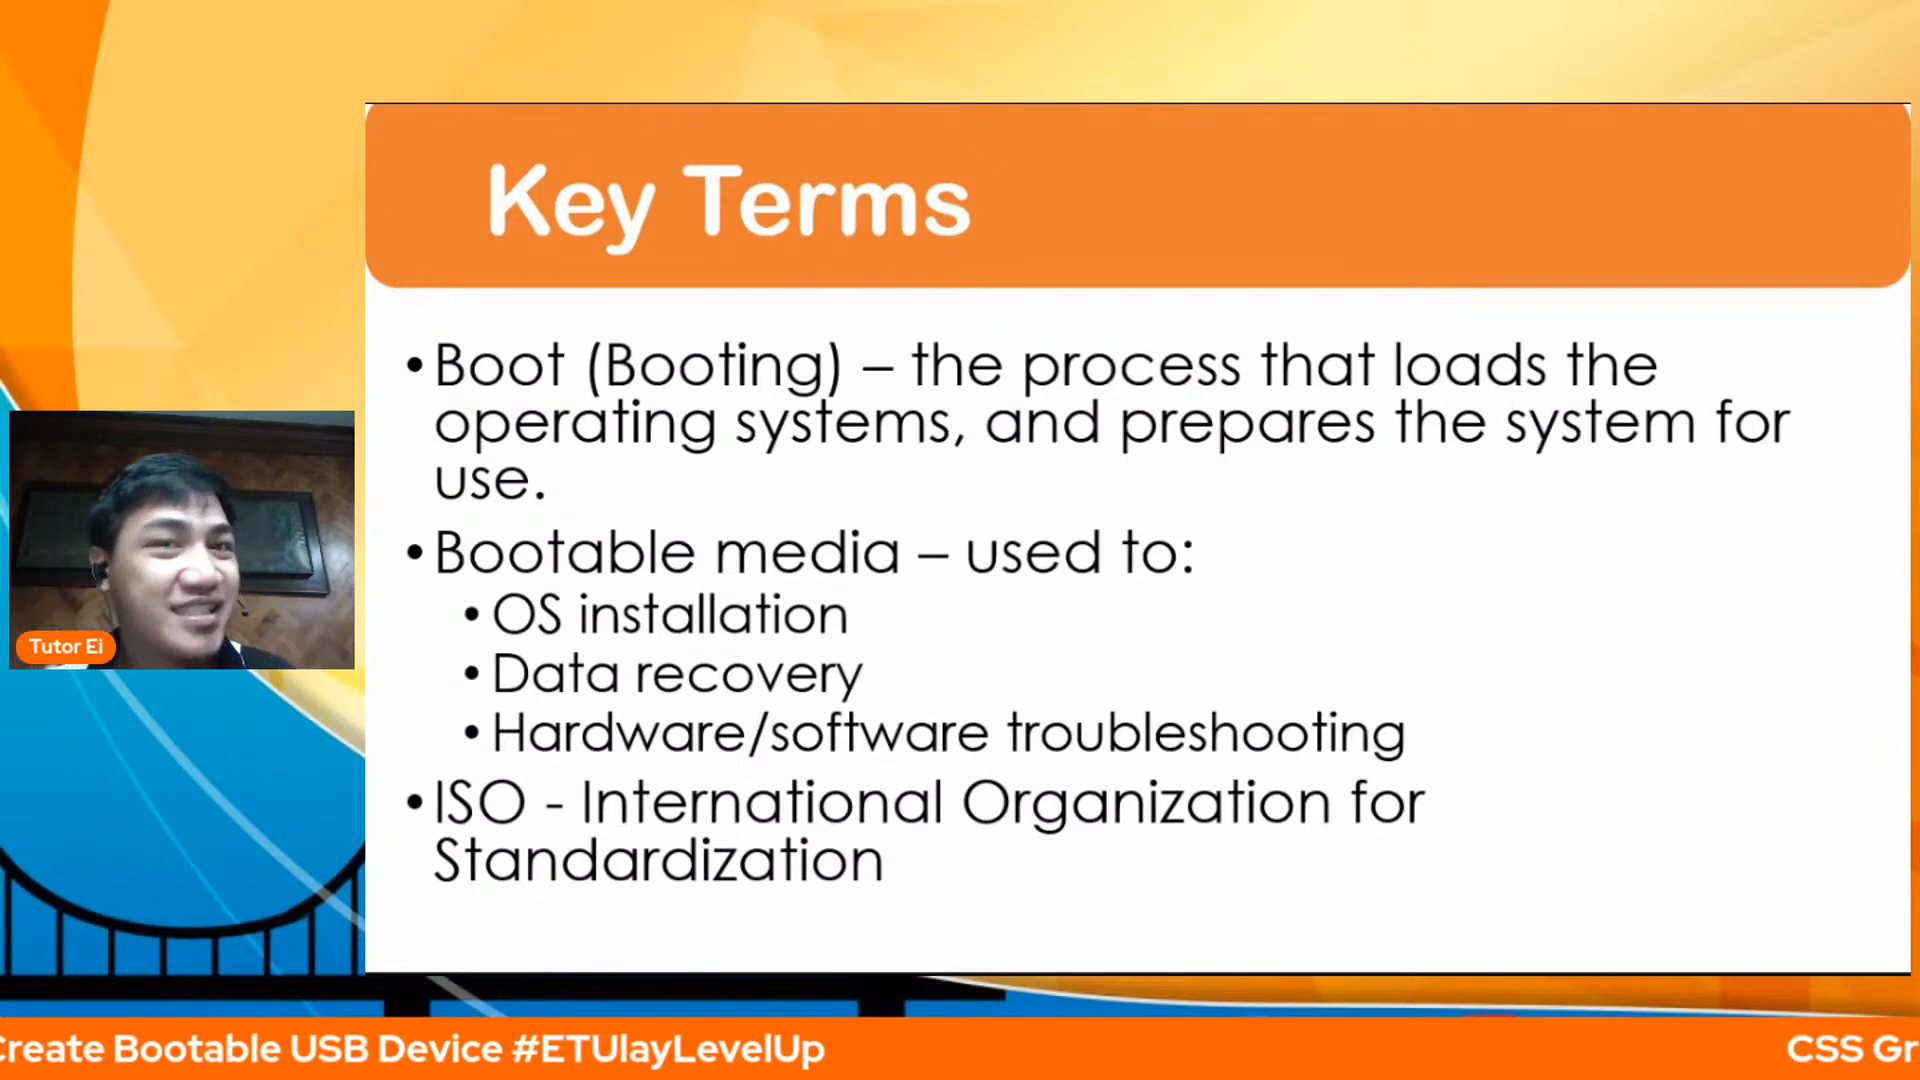 Key Terms
• Boot (Booting) – the process that loads the
operating systems, and prepares the system for
use.
• Bootable media – used to:
• OS installation
• Data recovery
• Hardware/software troubleshooting
• ISO - International Organization for
Standardization
Tutor Ei
Create Bootable USB Device #ETUlayLevelUp
CSS Gr